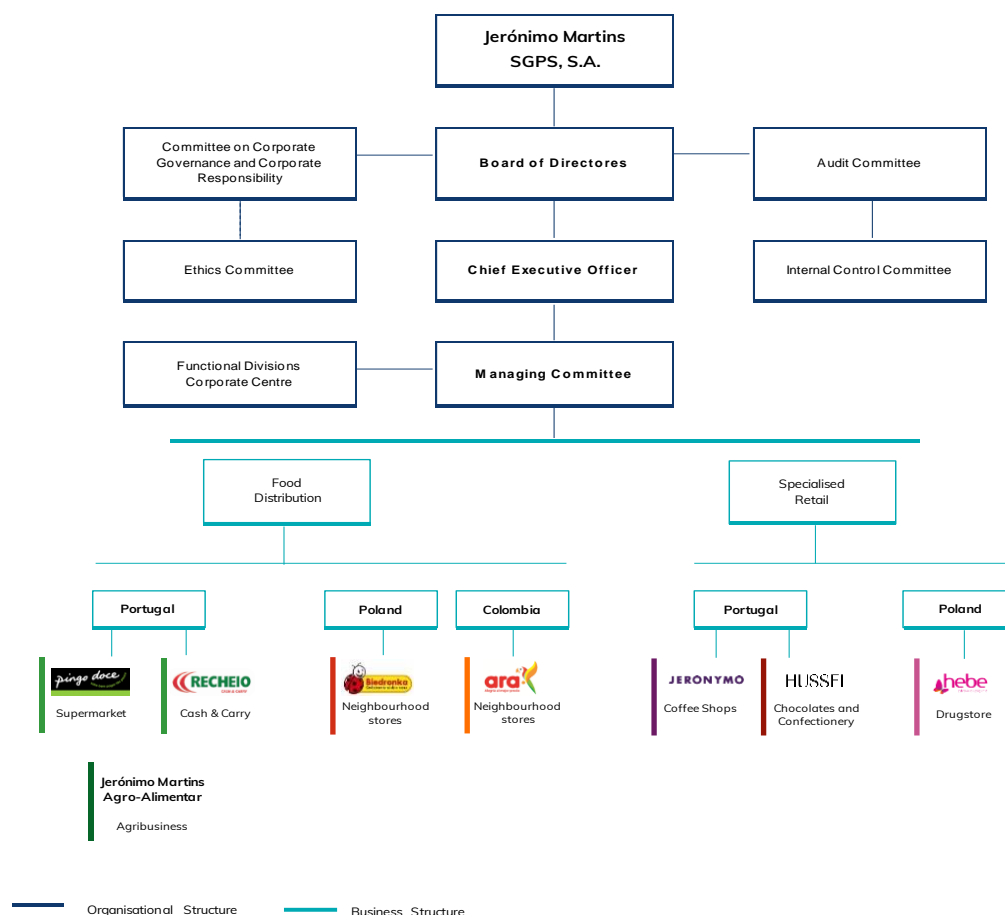 Jerónimo Martins
SGPS, S.A.
Committee on Corporate
Governance and Corporate
Responsibility
Board of Directores
Audit Committee
Ethics Committee
Chief Executive Officer
Internal Control Committee
Functional Divisions
Corporate Centre
Managing Committee
Food
Distribution
Specialised
Retail
Portugal
Poland
Colombia
Portugal
Poland
pingo doce
Supermarket
RECHEIO
CASH & CARRY
Cash & Carry
Biedronka
Neighbourhood
stores
ara
Neighbourhood
stores
JERONYMO
Coffee Shops
HUSSEL
Chocolates and
Confectionery
hebe
Drugstore
Jerónimo Martins
Agro-Alimentar
Agribusiness
Organisational Structure
Business Structure